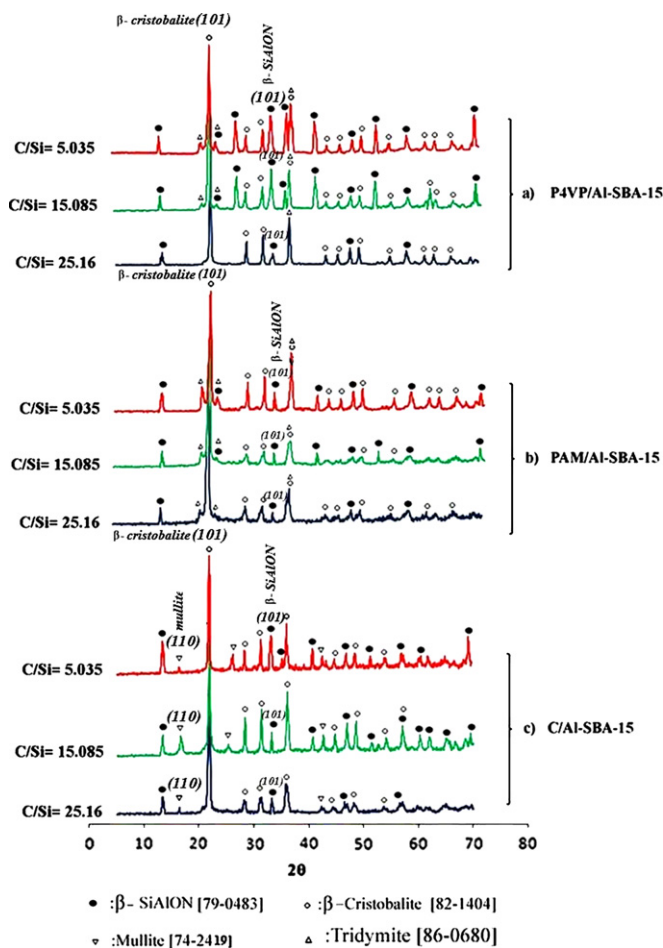 β- cristobalite(101)
β- SiAlON
(101)
C/Si= 5.035
(101)
C/Si= 15.085
a) P4VP/Al-SBA-15
(101)
C/Si= 25.16
β- cristobalite (101)
β- SiAlON
(101)
C/Si= 5.035
(101)
C/Si= 15.085
b) PAM/Al-SBA-15
(101)
C/Si= 25.16
β- cristobalite (101)
mullite
β- SiAlON
(110)
(101)
C/Si= 5.035
(110)
(101)
c) C/Al-SBA-15
C/Si= 15.085
(110)
(101)
C/Si= 25.16
0 10 20 30 40 50 60 70 80
2θ
:β- SiAlON [79-0483] :β-Cristobalite [82-1404]
:Mullite [74-2419] :Tridymite [86-0680]